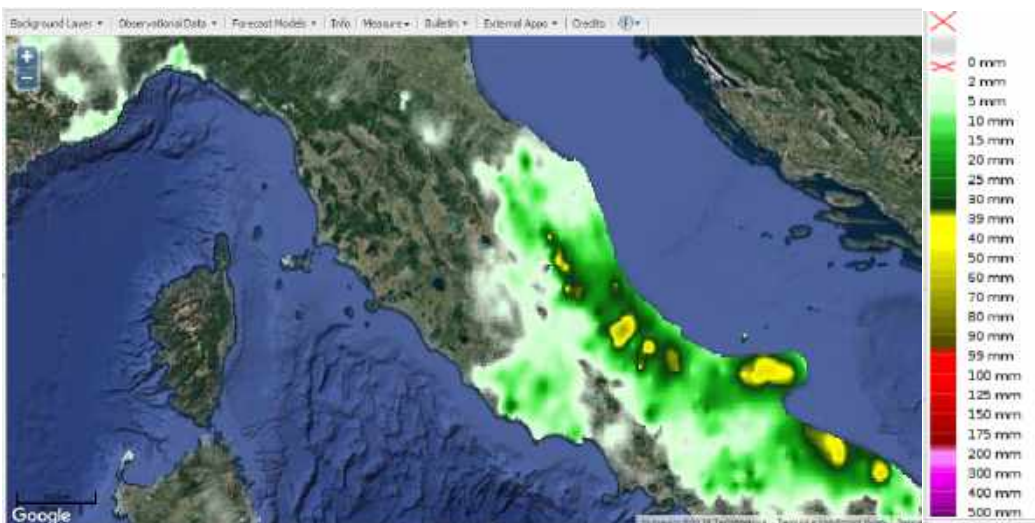 Background Layer Observational Data Forecast Models Info Measure Bulletin External Apps Credits
0 mm
2 mm
5 mm
10 mm
15 mm
20 mm
25 mm
30 mm
39 mm
40 mm
50 mm
60 mm
70 mm
80 mm
90 mm
99 mm
100 mm
125 mm
150 mm
175 mm
200 mm
300 mm
400 mm
500 mm
Google